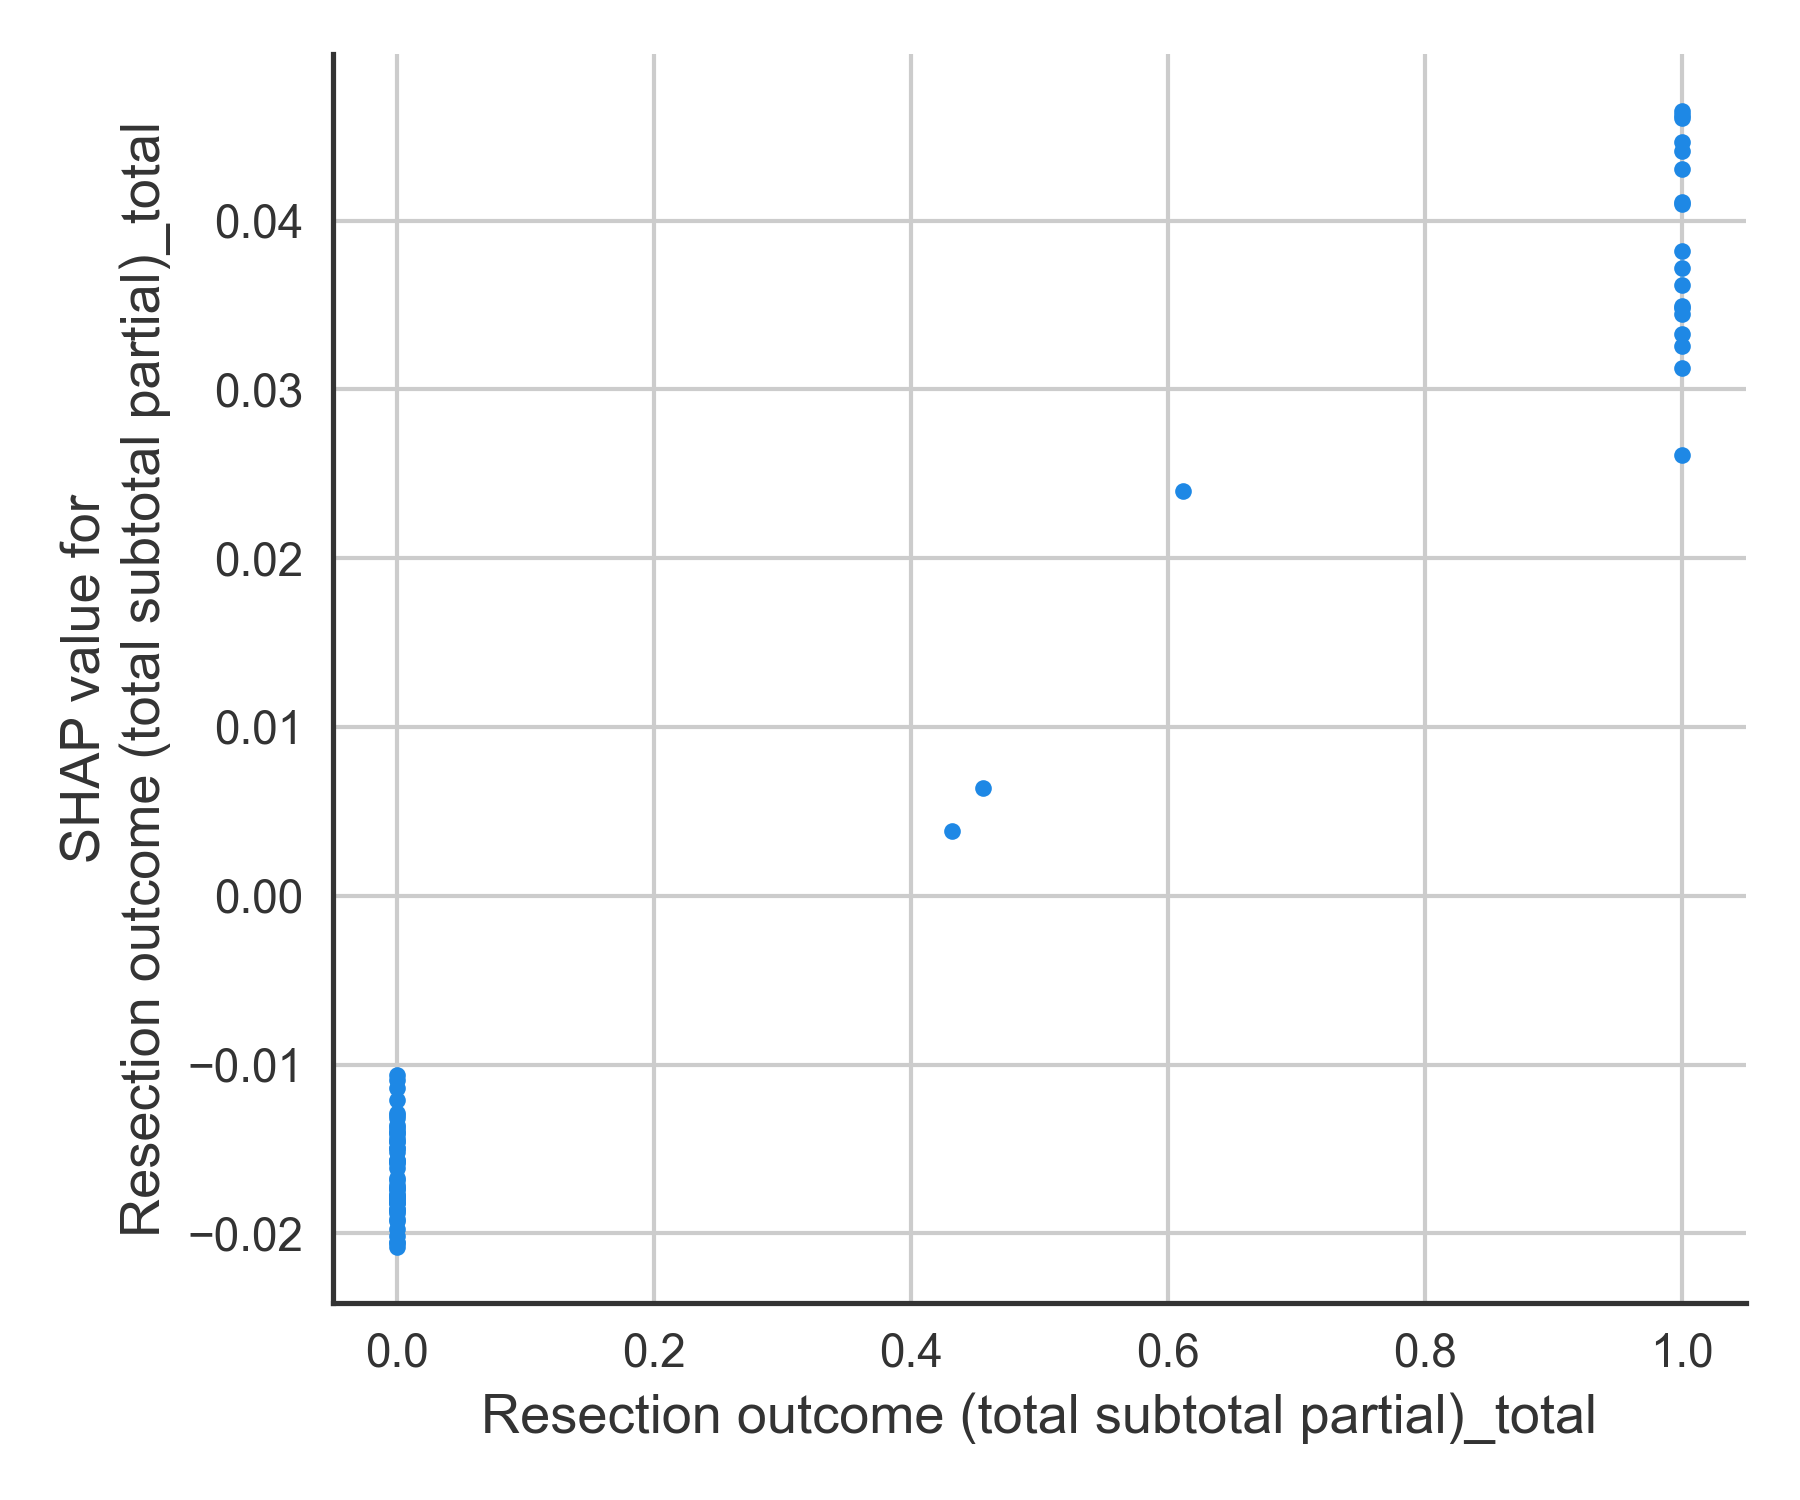 SHAP value for
Resection outcome (total subtotal partial)_total
0.04
0.03
0.02
0.01
0.00
−0.01
−0.02
0.0 0.2 0.4 0.6 0.8 1.0
Resection outcome (total subtotal partial)_total